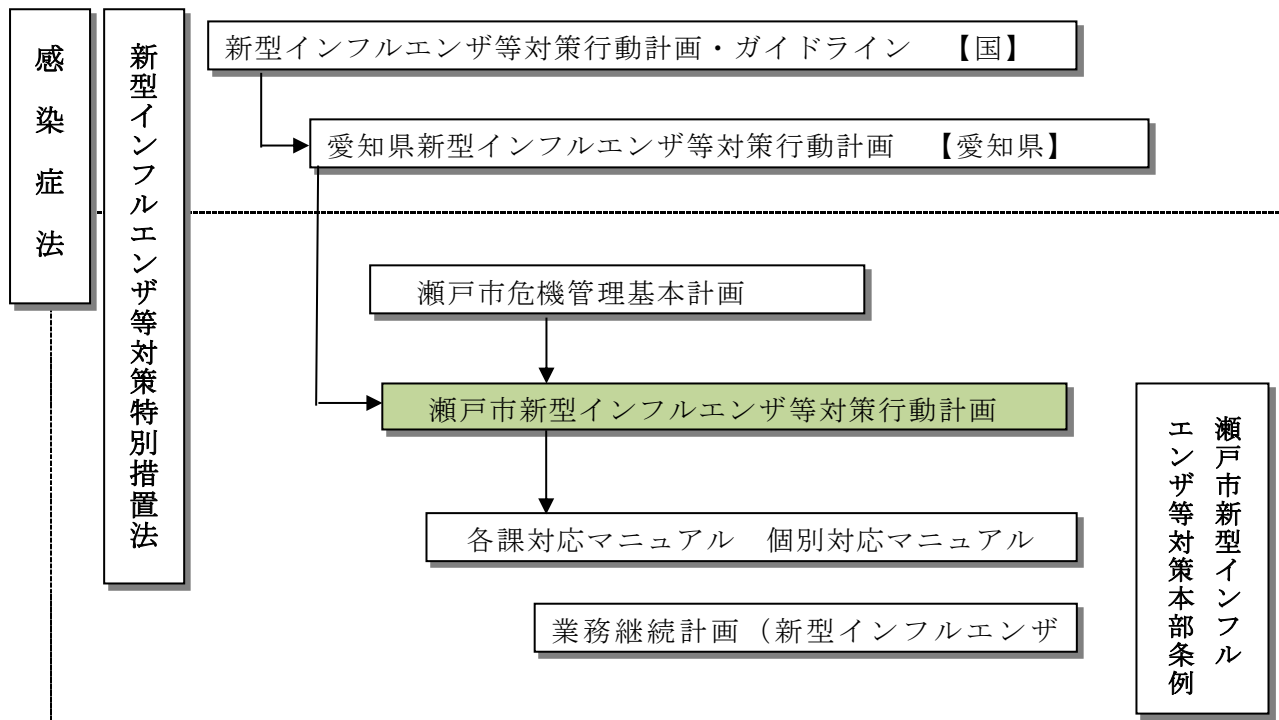 感染症法
新型インフルエンザ等対策特別措置法
新型インフルエンザ等対策行動計画・ガイドライン　【国】
愛知県新型インフルエンザ等対策行動計画　【愛知県】
瀬戸市危機管理基本計画
瀬戸市新型インフルエンザ等対策行動計画
各課対応マニュアル　個別対応マニュアル
業務継続計画（新型インフルエンザ
瀬戸市新型インフル
エンザ等対策本部条例